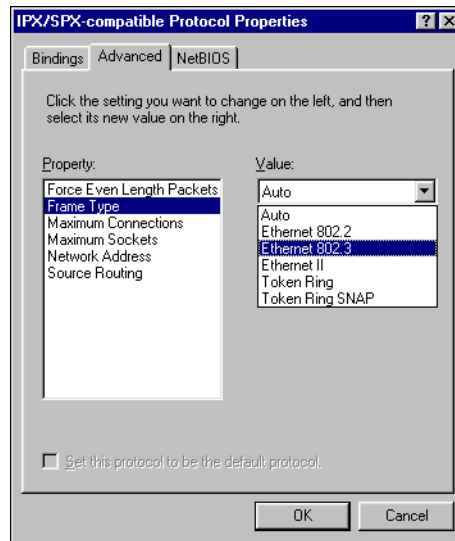 IPX/SPX-compatible Protocol Properties
Bindings Advanced NetBIOS
Click the setting you want to change on the left, and then
select its new value on the right.
Property: Value:
Force Even Length Packets Auto
Frame Type Auto
Maximum Connections Ethernet 802.2
Maximum Sockets Ethernet 802.3
Network Address Ethernet II
Source Routing Token Ring
Token Ring SNAP
Set this protocol to be the default protocol.
OK Cancel